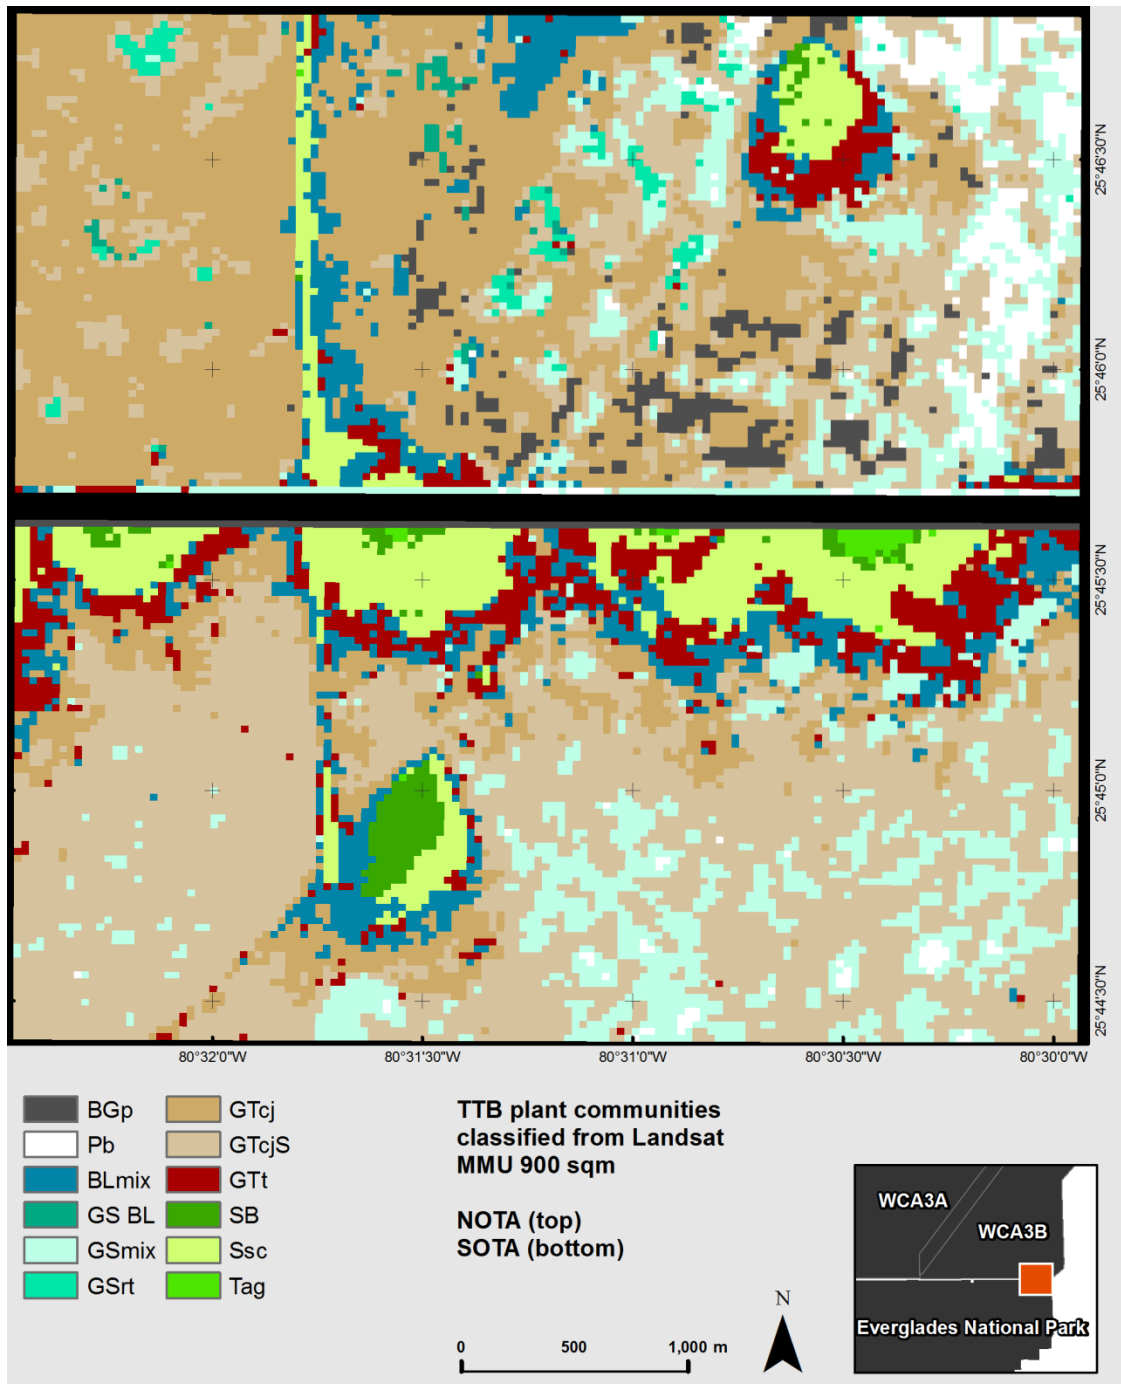 25°46'30"N
25°46'0"N
25°45'30"N
25°45'0"N
25°44'30"N
80°32'0"W
80°31'30"W
80°31'0"W
80°30'30"W
80°30'0"W
BGp
Pb
BLmix
GS BL
GSmix
GSrt
GTcj
GTcjS
GTt
SB
Ssc
Tag
TTB plant communities
classified from Landsat
MMU 900 sqm
NOTA (top)
SOTA (bottom)
0
500
1,000 m
N
WCA3A
WCA3B
Everglades National Park